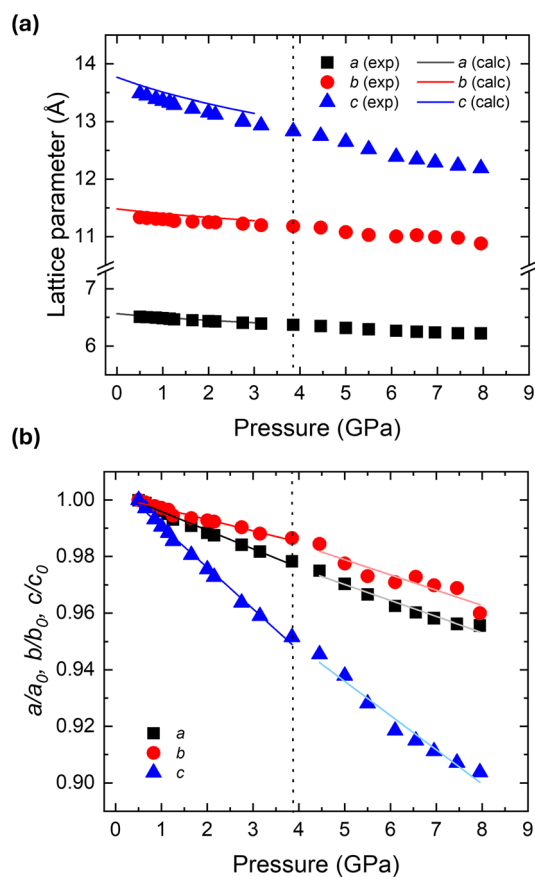 (a)
a (exp) a (calc)
b (exp) b (calc)
c (exp) c (calc)
Lattice parameter (Å)
14
13
12
11
6
0 1 2 3 4 5 6 7 8 9
Pressure (GPa)
(b)
a/a0, b/b0, c/c0
1.00
0.98
0.96
0.94
0.92
0.90
a
b
c
0 1 2 3 4 5 6 7 8 9
Pressure (GPa)